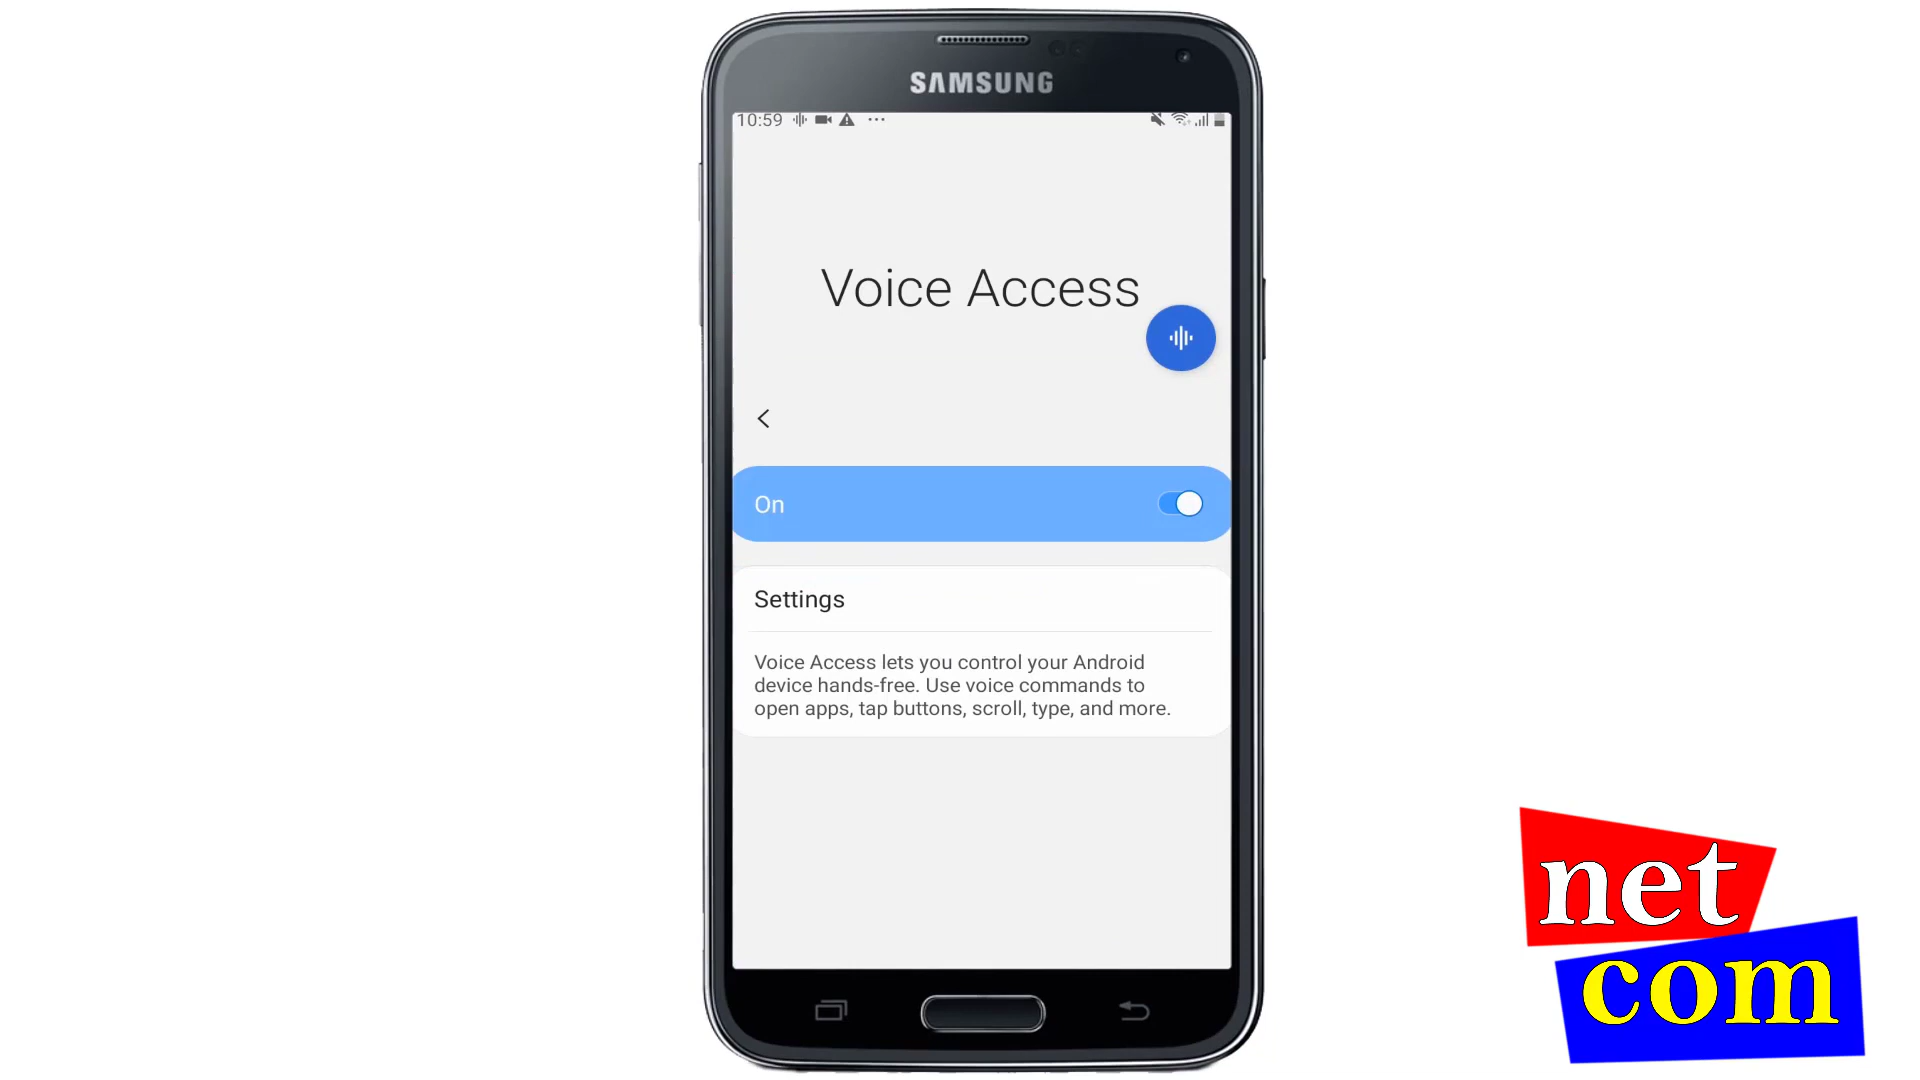 SAMSUNG
10:59
Voice Access
On
Settings
Voice Access lets you control your Android
device hands-free. Use voice commands to
open apps, tap buttons, scroll, type, and more.
net
com